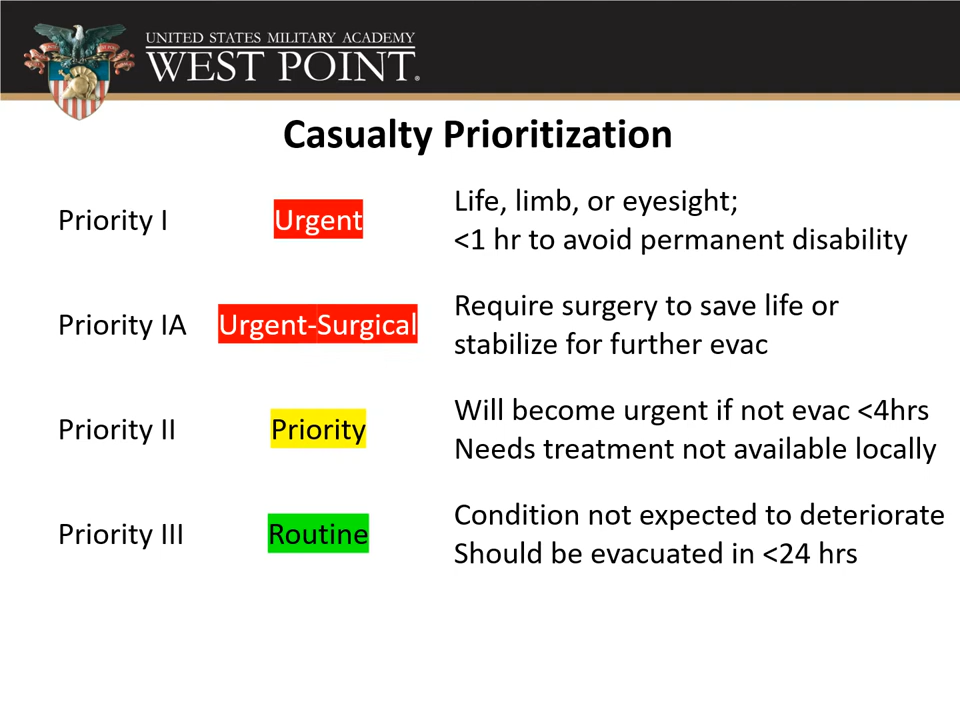 UNITED STATES MILITARY ACADEMY
WEST POINT.
Casualty Prioritization
Priority I Urgent Life, limb, or eyesight;
<1 hr to avoid permanent disability
Priority IA Urgent-Surgical Require surgery to save life or
stabilize for further evac
Priority II Priority Will become urgent if not evac <4hrs
Needs treatment not available locally
Priority III Routine Condition not expected to deteriorate
Should be evacuated in <24 hrs